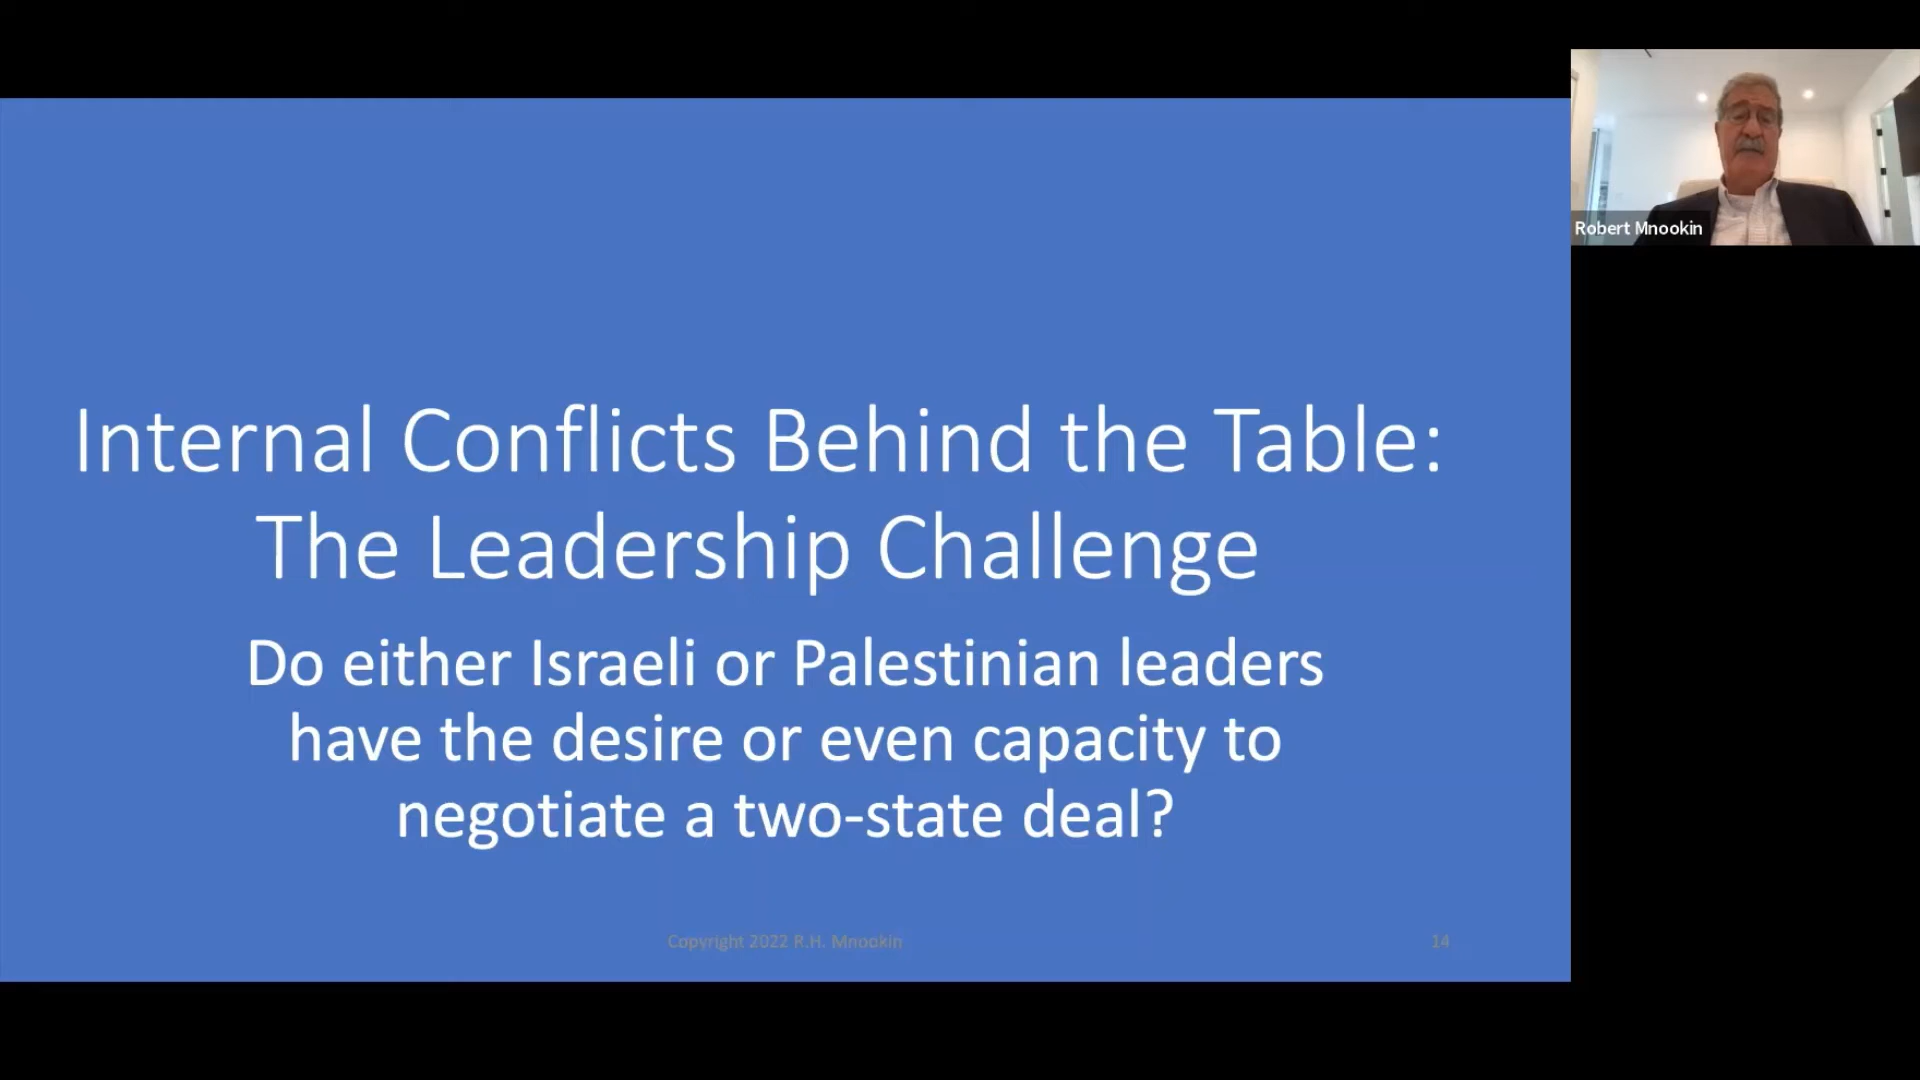 Internal Conflicts Behind the Table:
The Leadership Challenge
Do either Israeli or Palestinian leaders
have the desire or even capacity to
negotiate a two-state deal?
Copyright 2022 R.H. Mnookin
14
Robert Mnookin